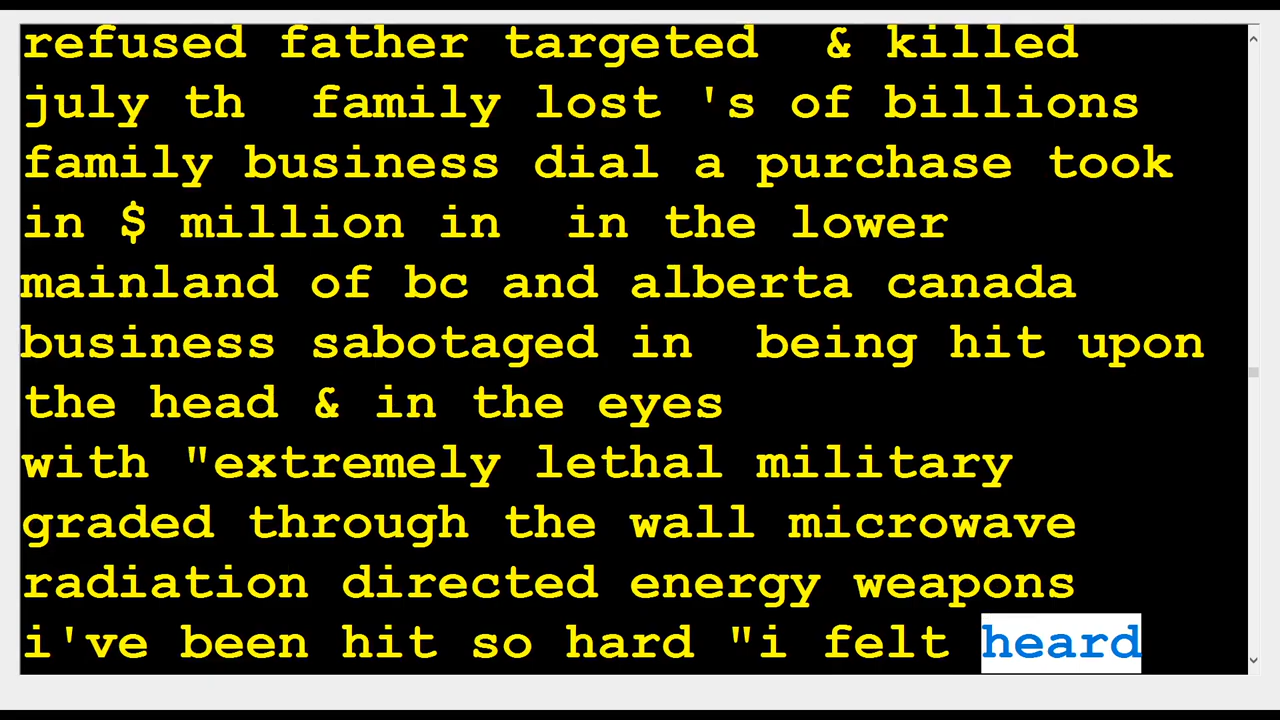 refused father targeted & killed
july th family lost 's of billions
family business dial a purchase took
in $ million in in the lower
mainland of bc and alberta canada
business sabotaged in being hit upon
the head & in the eyes
with "extremely lethal military
graded through the wall microwave
radiation directed energy weapons
i've been hit so hard "i felt heard